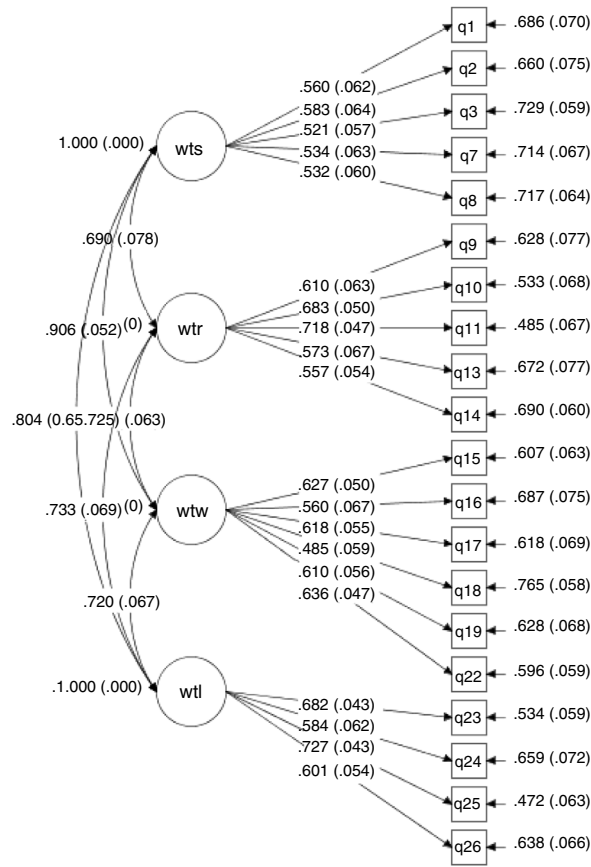 q1 .686 (.070)
q2 .660 (.075)
.560 (.062)
.583 (.064)
q3 .729 (.059)
.521 (.057)
1.000 (.000) wts .534 (.063) q7 .714 (.067)
.532 (.060)
q8 .717 (.064)
.690 (.078) q9 .628 (.077)
.610 (.063) q10 .533 (.068)
.683 (.050)
.906 (.052) (0) wtr .718 (.047) q11 .485 (.067)
.573 (.067) q13 .672 (.077)
.557 (.054)
q14 .690 (.060)
.804 (0.65.725) (.063)
q15 .607 (.063)
.627 (.050)
.733 (.069) (0) wtw .560 (.067) q16 .687 (.075)
.618 (.055) q17 .618 (.069)
.485 (.059)
.610 (.056) q18 .765 (.058)
.720 (.067) .636 (.047)
q19 .628 (.068)
q22 .596 (.059)
.1.000 (.000) wtl .682 (.043) q23 .534 (.059)
.584 (.062)
.727 (.043) q24 .659 (.072)
.601 (.054)
q25 .472 (.063)
q26 .638 (.066)